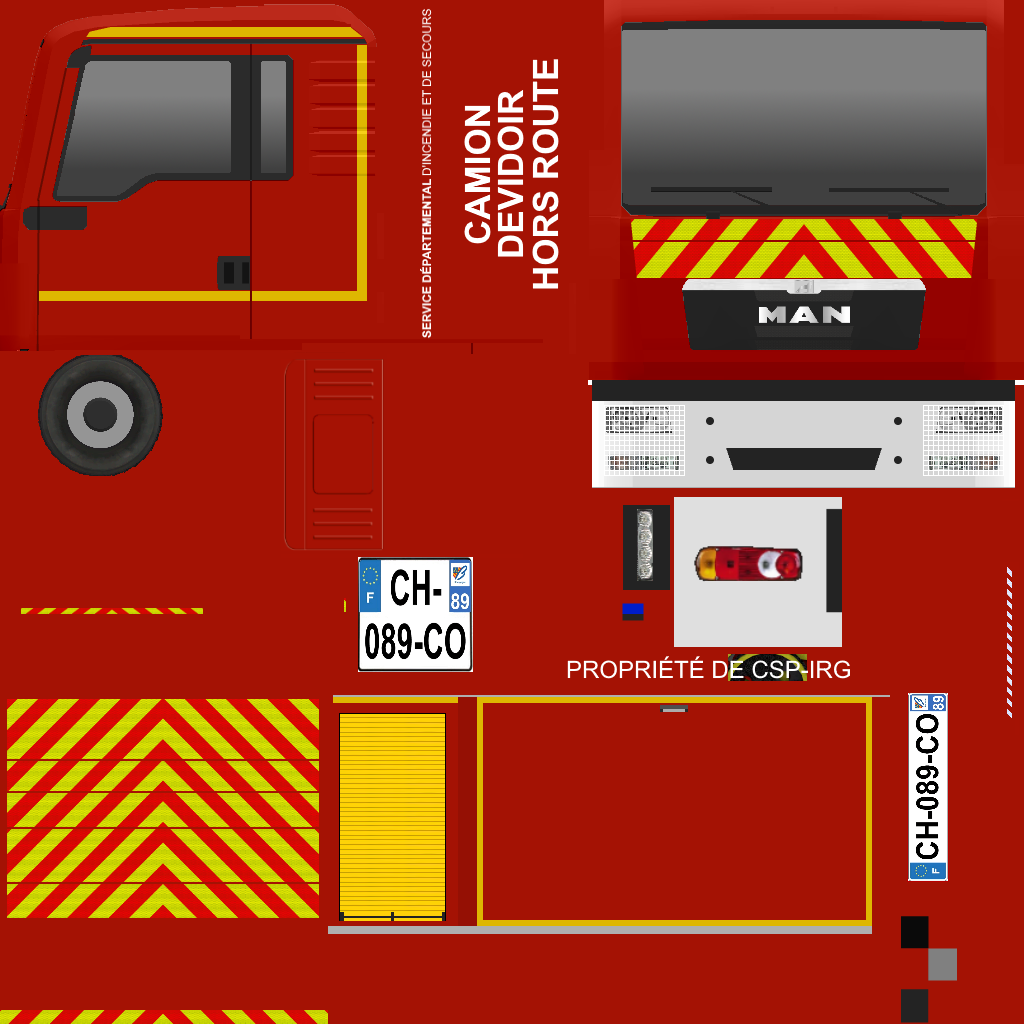 SERVICE DÉPARTEMENTAL D'INCENDIE ET DE SECOURS
CAMION
DEVIDOIR
HORS ROUTE
MAN
F
CH-
89
089-CO
PROPRIÉTÉ DE CSP-IRG
F
CH-089-CO
89